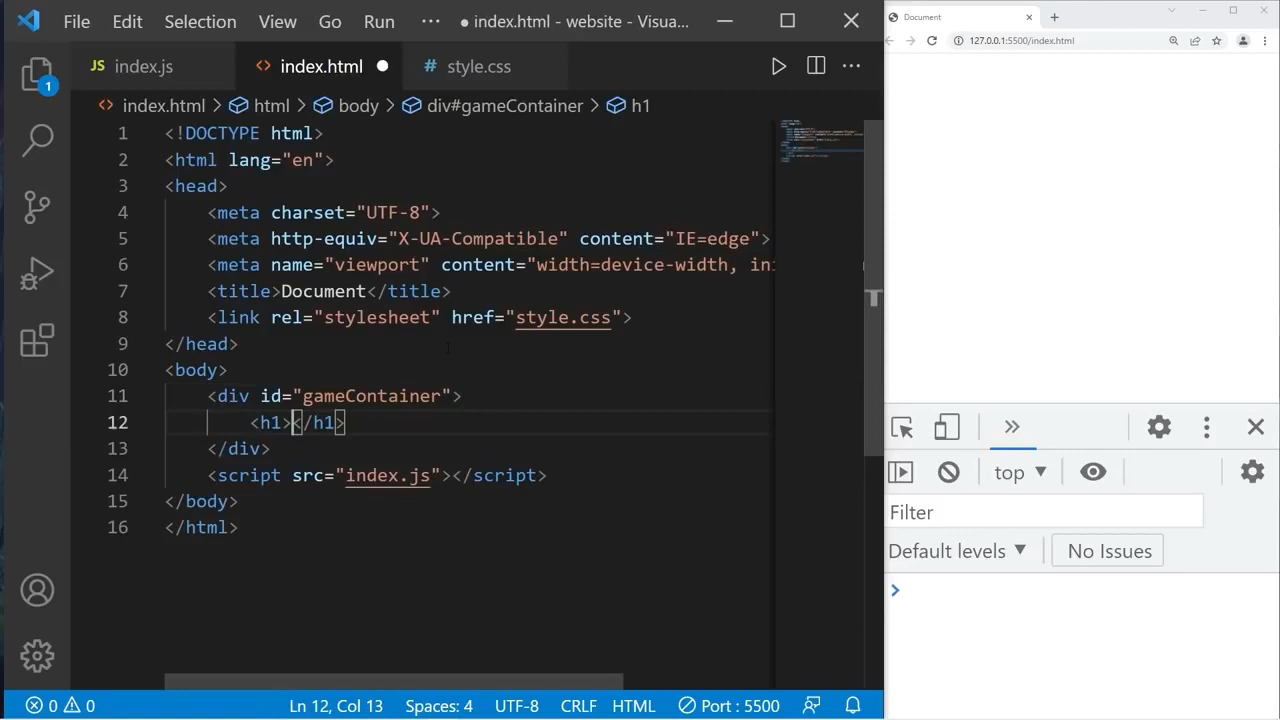 File Edit Selection View Go Run ··· ● index.html - website - Visua...
JS index.js <> index.html ● # style.css
<> index.html > html > body > div#gameContainer > h1
1 <!DOCTYPE html>
2 <html lang="en">
3 <head>
4 <meta charset="UTF-8">
5 <meta http-equiv="X-UA-Compatible" content="IE=edge">
6 <meta name="viewport" content="width=device-width, ini
7 <title>Document</title>
8 <link rel="stylesheet" href="style.css">
9 </head>
10 <body>
11 <div id="gameContainer">
12 <h1></h1>
13 </div>
14 <script src="index.js"></script>
15 </body>
16 </html>
1
0 0 Ln 12, Col 13 Spaces: 4 UTF-8 CRLF HTML Port : 5500
Document
127.0.0.1:5500/index.html
top
Filter
Default levels No Issues